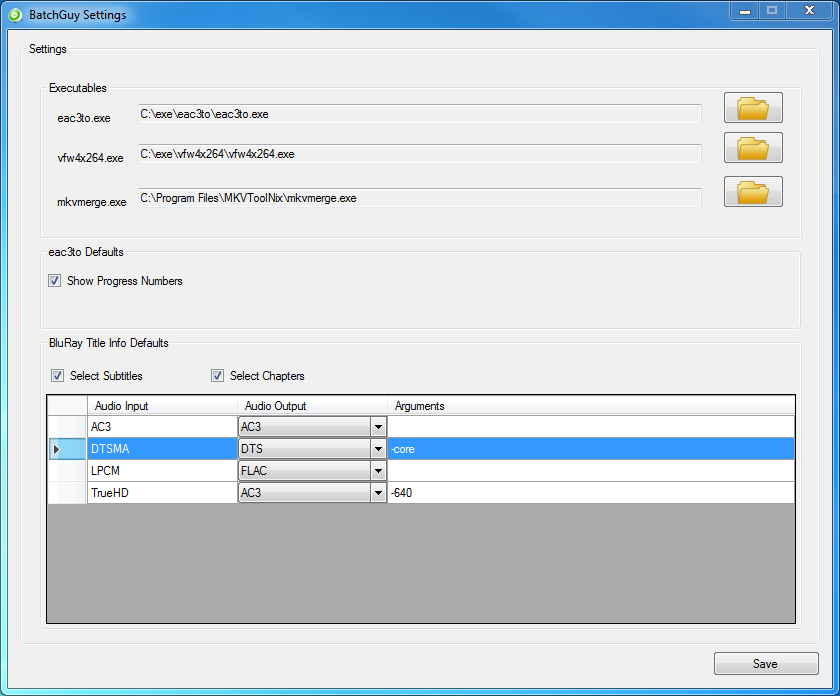 BatchGuy Settings
Settings
Executables
eac3to.exe C:\exe\eac3to\eac3to.exe
vfw4x264.exe C:\exe\vfw4x264\vfw4x264.exe
mkvmerge.exe C:\Program Files\MKVToolNix\mkvmerge.exe
eac3to Defaults
Show Progress Numbers
BluRay Title Info Defaults
Select Subtitles Select Chapters
Audio Input Audio Output Arguments
AC3 AC3
DTSMA DTS -core
LPCM FLAC
TrueHD AC3 -640
Save